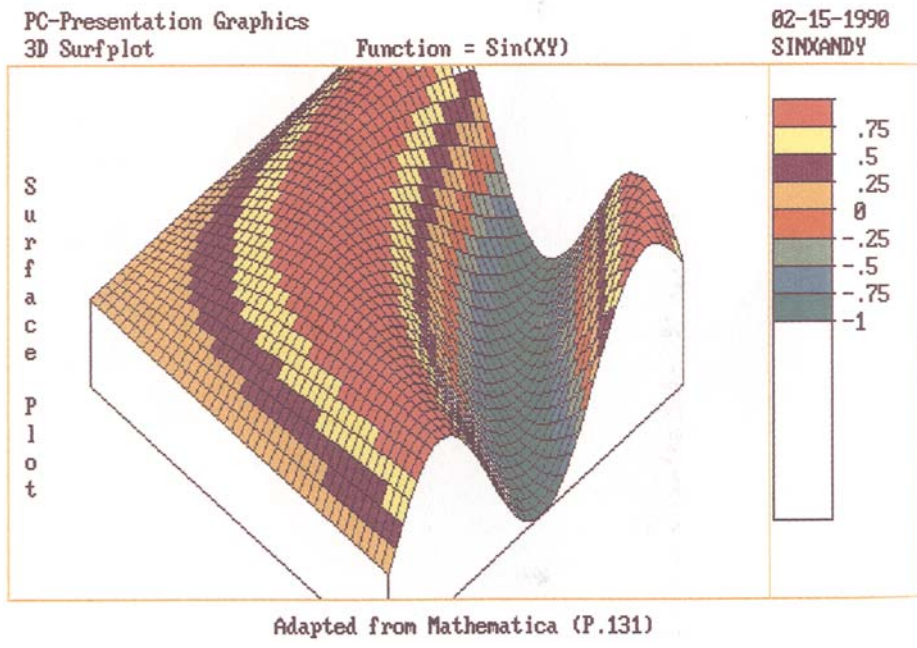 PC-Presentation Graphics
02-15-1990
3D Surfplot
Function = Sin(XY)
SINXANDY
Surface Plot
.75
.5
.25
0
-.25
-.5
-.75
-1
Adapted from Mathematica (P.131)